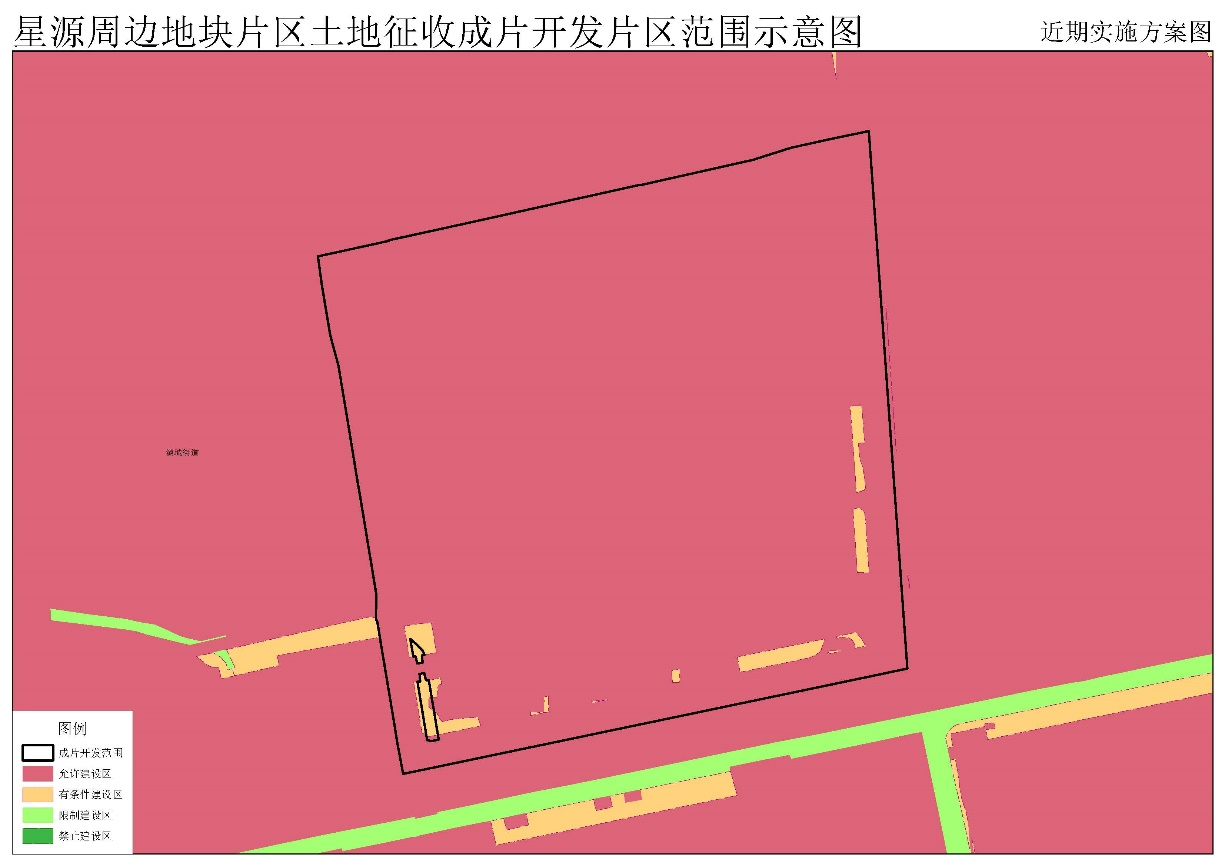 星源周边地块片区土地征收成片开发片区范围示意图
近期实施方案图
图例
成片开发范围
允许建设区
有条件建设区
限制建设区
禁止建设区